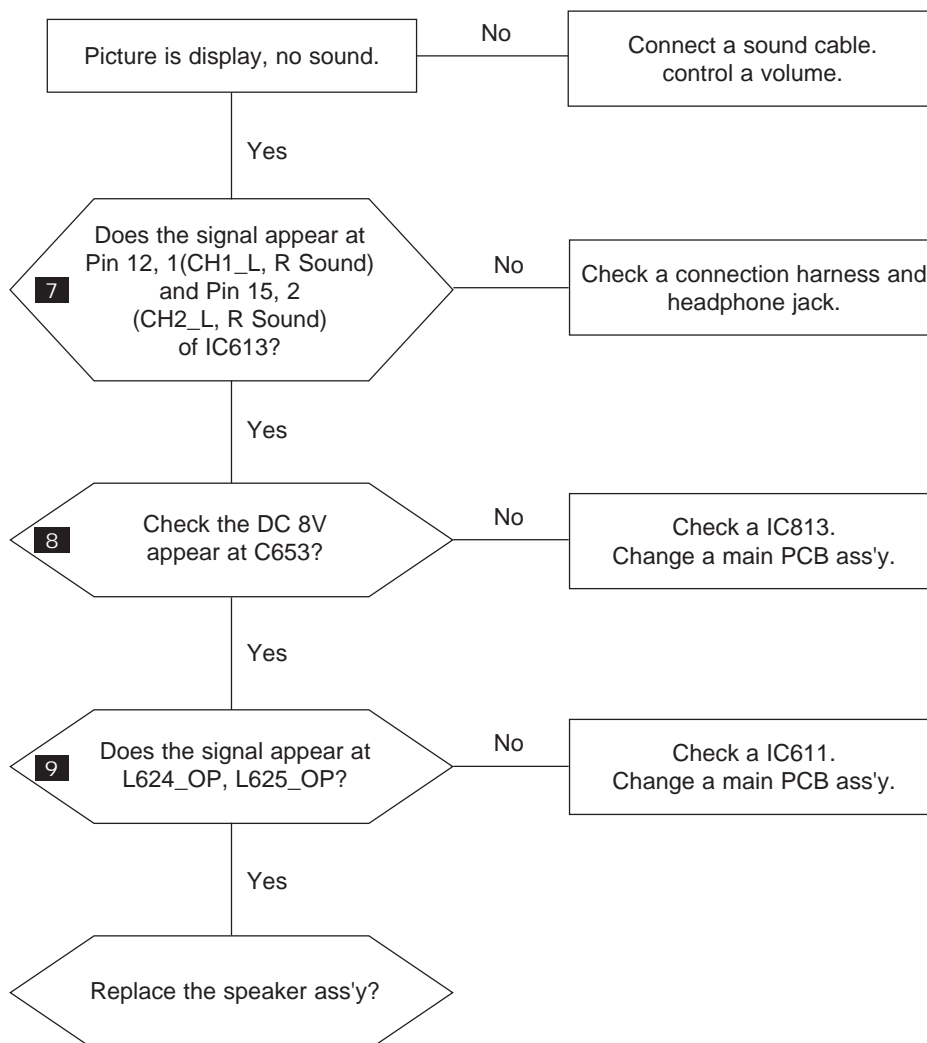 Picture is display, no sound.
No
Connect a sound cable.
control a volume.
Yes
7
Does the signal appear at
Pin 12, 1(CH1_L, R Sound)
and Pin 15, 2
(CH2_L, R Sound)
of IC613?
No
Check a connection harness and
headphone jack.
Yes
8
Check the DC 8V
appear at C653?
No
Check a IC813.
Change a main PCB ass'y.
Yes
9
Does the signal appear at
L624_OP, L625_OP?
No
Check a IC611.
Change a main PCB ass'y.
Yes
Replace the speaker ass'y?